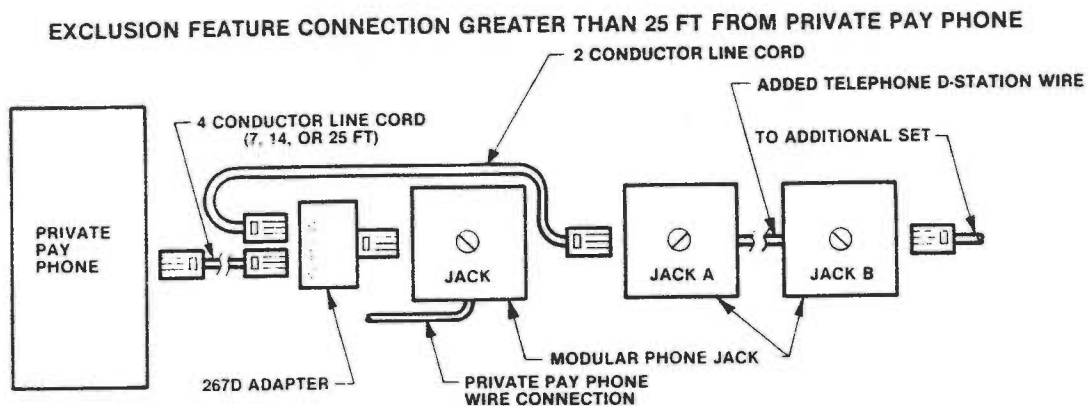 EXCLUSION FEATURE CONNECTION GREATER THAN 25 FT FROM PRIVATE PAY PHONE
2 CONDUCTOR LINE CORD
ADDED TELEPHONE D-STATION WIRE
4 CONDUCTOR LINE CORD
(7, 14, OR 25 FT)
TO ADDITIONAL SET
PRIVATE
PAY
PHONE
JACK
JACK A
JACK B
MODULAR PHONE JACK
267D ADAPTER
PRIVATE PAY PHONE
WIRE CONNECTION